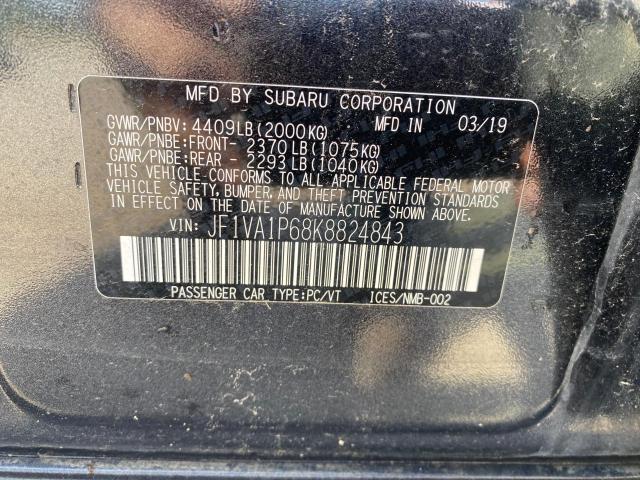 MFD BY SUBARU CORPORATION
GVWR/PNBV: 4409LB(2000KG) MFD IN 03/19
GAWR/PNBE:FRONT- 2370LB(1075KG)
GAWR/PNBE:REAR - 2293LB(1040KG)
THIS VEHICLE CONFORMS TO ALL APPLICABLE FEDERAL MOTOR
VEHICLE SAFETY, BUMPER, AND THEFT PREVENTION STANDARDS
IN EFFECT ON THE DATE OF MANUFACTURE SHOWN ABOVE.
VIN: JF1VA1P68K8824843
PASSENGER CAR TYPE:PC/VT ICES/NMB-002